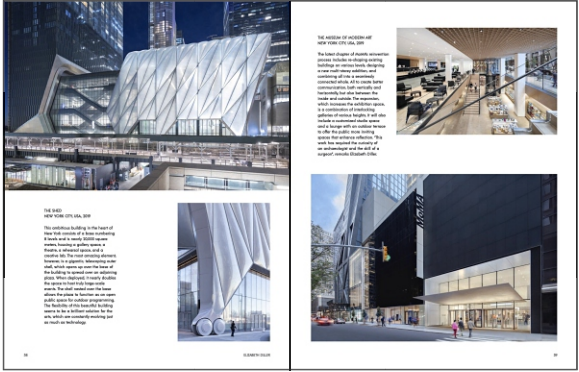 THE SHED
NEW YORK CITY, USA, 2019
This ambitious building in the heart of
New York consists of a base numbering
8 levels and is nearly 20,000 square
meters, housing a gallery space, a
theatre, a rehearsal space, and a
creative lab. The most amazing element,
however, is a gigantic, telescoping outer
shell, which opens up over the base of
the building to spread over an adjoining
plaza. When deployed, it nearly doubles
the space to host truly large scale
events. The shell nested over the base
allows the plaza to function as an open
public space for outdoor programming.
The flexibility of this beautiful building
seems to be a brilliant solution for the
arts, which are constantly evolving just
as much as technology.
ELIZABETH DILLER
THE MUSEUM OF MODERN ART
NEW YORK CITY, USA, 2019
The latest chapter of MoMA's reinvention
process includes re-shaping existing
buildings on various levels, designing
a new multi-storey addition, and
combining all into a seamlessly
connected whole. All to create better
communication both vertically and
horizontally, but also between the
inside and outside. The expansion,
which increases the exhibition space,
is a combination of interlocking
galleries of various heights. It will also
include a customized studio space
and a lounge with an outdoor terrace
to offer the public more inviting
spaces that enhance reflection. "This
work has required the curiosity of
an archaeologist and the skill of a
surgeon", remarks Elizabeth Diller.